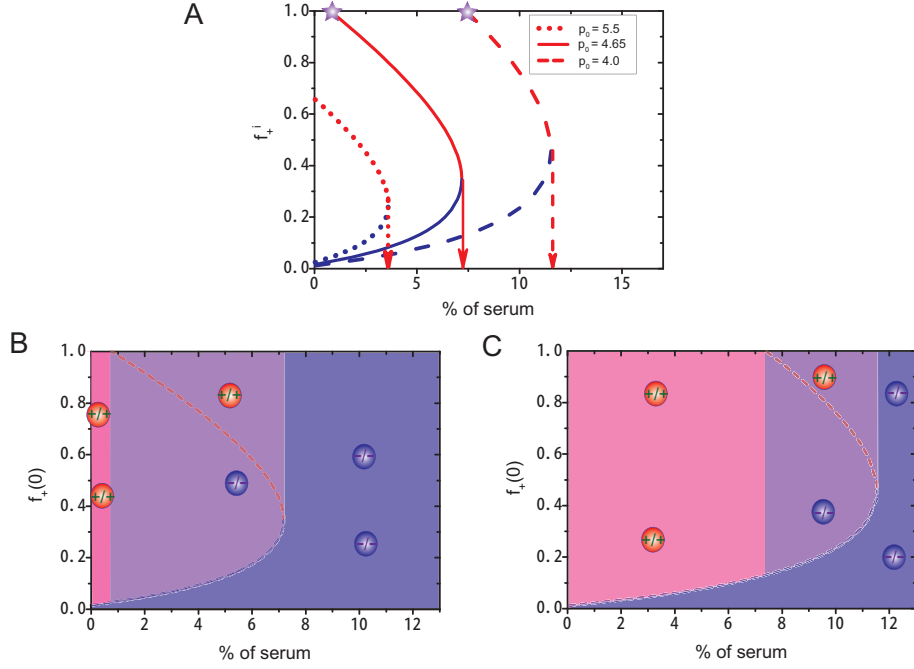 A
1.0
0.8
0.6
0.4
0.2
0.0
f₊ⁱ
0
5
10
15
% of serum
p₀ = 5.5
p₀ = 4.65
p₀ = 4.0
B
1.0
0.8
0.6
0.4
0.2
0.0
f₊(0)
+/+
+/+
+/+
-/-
-/-
-/-
0 2 4 6 8 10 12
% of serum
C
1.0
0.8
0.6
0.4
0.2
0.0
f₊(0)
+/+
+/+
-/-
+/+
-/-
-/-
0 2 4 6 8 10 12
% of serum